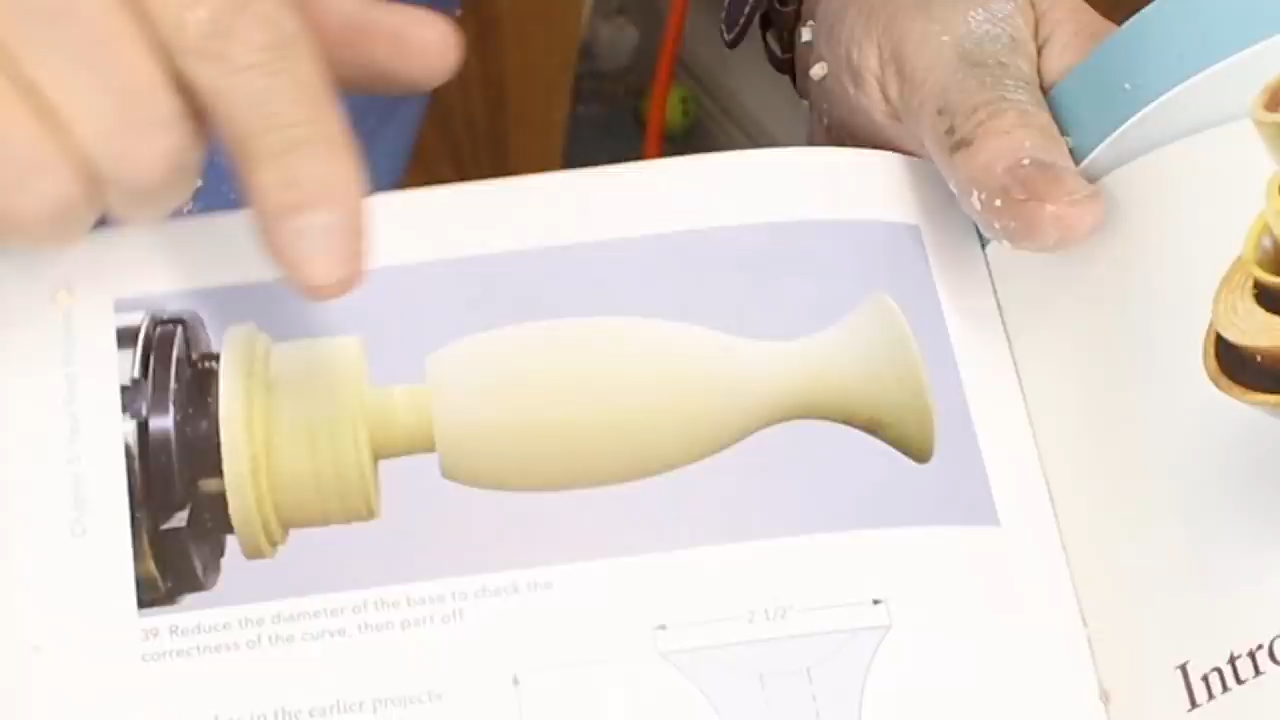 39. Reduce the diameter of the base to check the
correctness of the curve, then part off.
2 1/2"
in the earlier projects
Intro